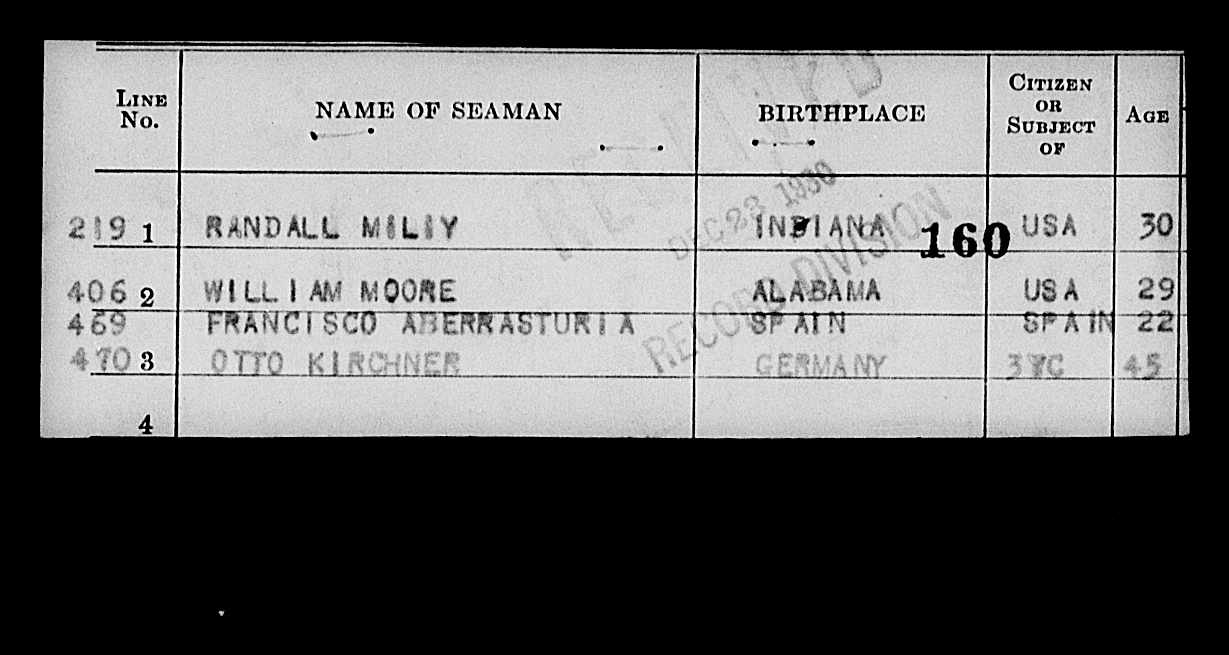 LINE No. NAME OF SEAMAN BIRTHPLACE CITIZEN OR SUBJECT OF AGE
RECEIVED
DEC 23 1930
RECORD DIVISION
160
219 1 RANDALL MILIY INDIANA USA 30
406 2 WILLIAM MOORE ALABAMA USA 29
469 FRANCISCO ABERRASTURIA SPAIN SPAIN 22
470 3 OTTO KIRCHNER GERMANY 45
4